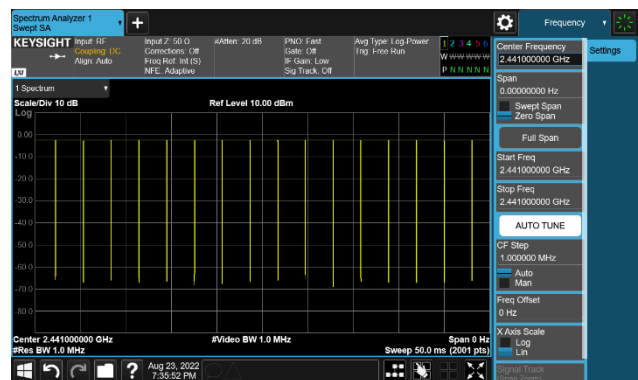 Spectrum Analyzer 1
Swept SA
Frequency
KEYSIGHT Input: RF Input Z: 50 Ω #Atten: 20 dB PNO: Fast Avg Type: Log-Power 1 2 3 4 5 6
Coupling: DC Corrections: Off Gate: Off Trig: Free Run W W W W W W
Align: Auto Freq Ref: Int (S) IF Gain: Low P N N N N N
NFE: Adaptive Sig Track: Off
LXI
1 Spectrum
Scale/Div 10 dB Ref Level 10.00 dBm
Log
0.00
-10.0
-20.0
-30.0
-40.0
-50.0
-60.0
-70.0
-80.0
Center 2.441000000 GHz #Video BW 1.0 MHz Span 0 Hz
#Res BW 1.0 MHz Sweep 50.0 ms (2001 pts)
Center Frequency
2.441000000 GHz
Settings
Span
0.00000000 Hz
Swept Span
Zero Span
Full Span
Start Freq
2.441000000 GHz
Stop Freq
2.441000000 GHz
AUTO TUNE
CF Step
1.000000 MHz
Auto
Man
Freq Offset
0 Hz
X Axis Scale
Log
Lin
Signal Track
(Span Zoom)
? Aug 23, 2022
7:35:52 PM